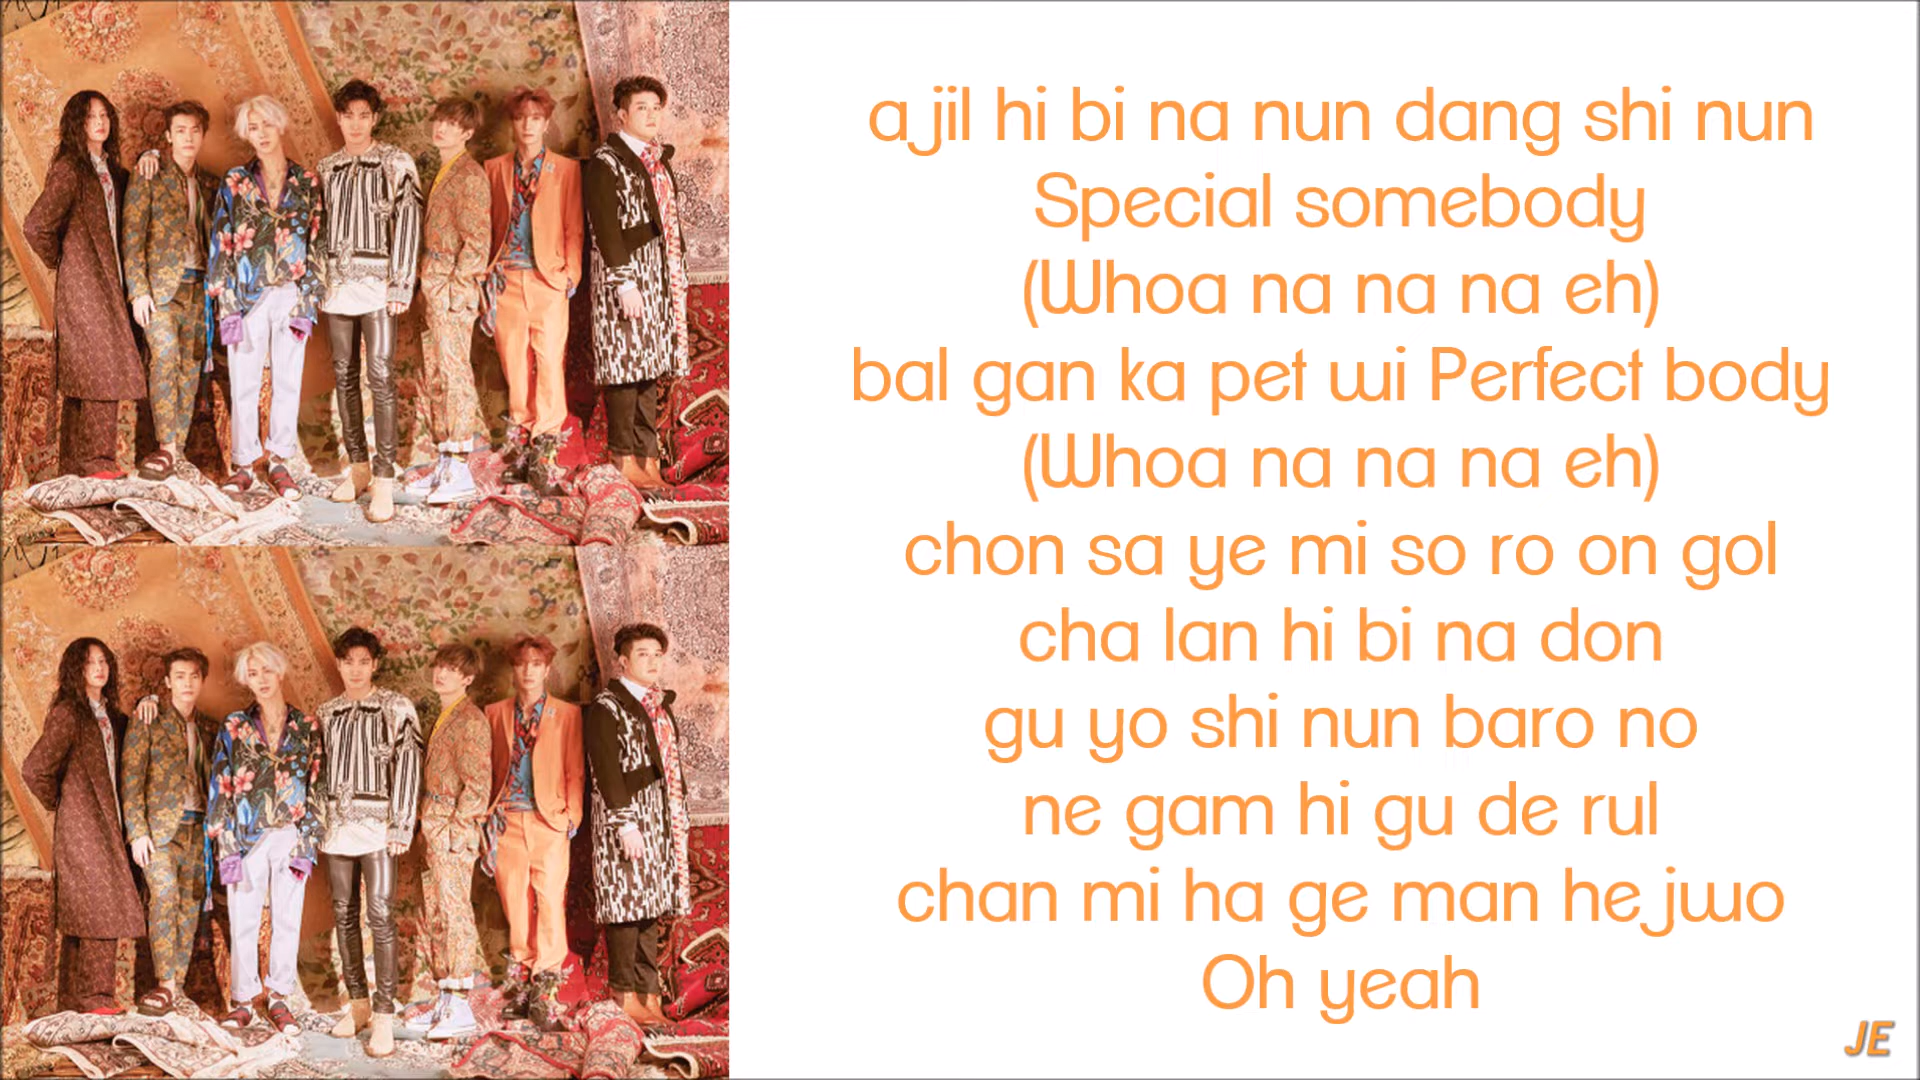 ajil hi bi na nun dang shi nun
Special somebody
(Whoa na na na eh)
bal gan ka pet wi Perfect body
(Whoa na na na eh)
chon sa ye mi so ro on gol
cha lan hi bi na don
gu yo shi nun baro no
ne gam hi gu de rul
chan mi ha ge man he jwo
Oh yeah
JE